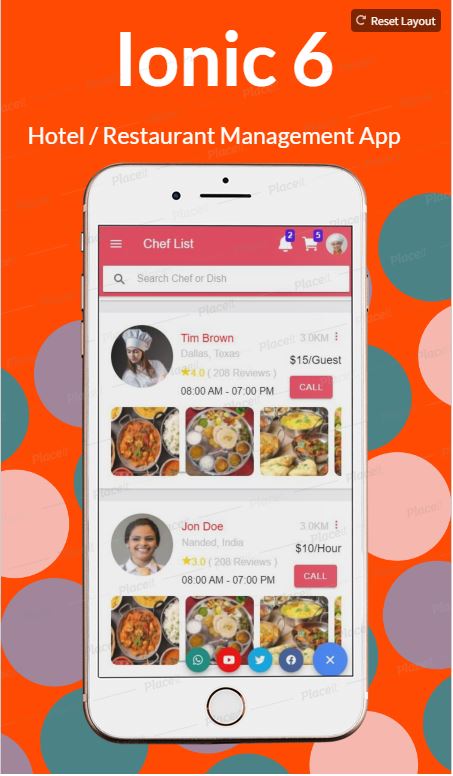 Reset Layout
Ionic 6
Hotel / Restaurant Management App
Placeit
Chef List
2
5
Search Chef or Dish
Tim Brown
3.0KM
Dallas, Texas
$15/Guest
4.0 ( 208 Reviews )
08:00 AM - 07:00 PM
CALL
Jon Doe
3.0KM
Nanded, India
$10/Hour
3.0 ( 208 Reviews )
08:00 AM - 07:00 PM
CALL